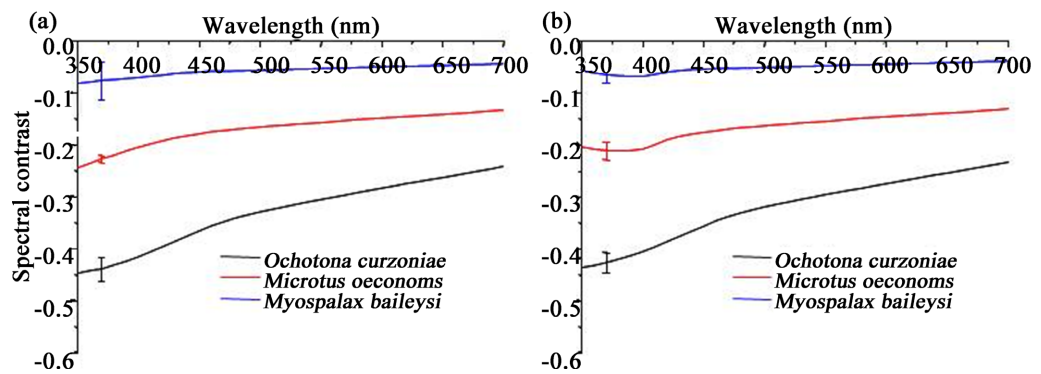 (a)
Wavelength (nm)
0.0
350 400 450 500 550 600 650 700
-0.1
-0.2
-0.3
-0.4
-0.5
-0.6
Spectral contrast
Ochotona curzoniae
Microtus oeconoms
Myospalax baileysi
(b)
Wavelength (nm)
0.0
350 400 450 500 550 600 650 700
-0.1
-0.2
-0.3
-0.4
-0.5
-0.6
Ochotona curzoniae
Microtus oeconoms
Myospalax baileysi